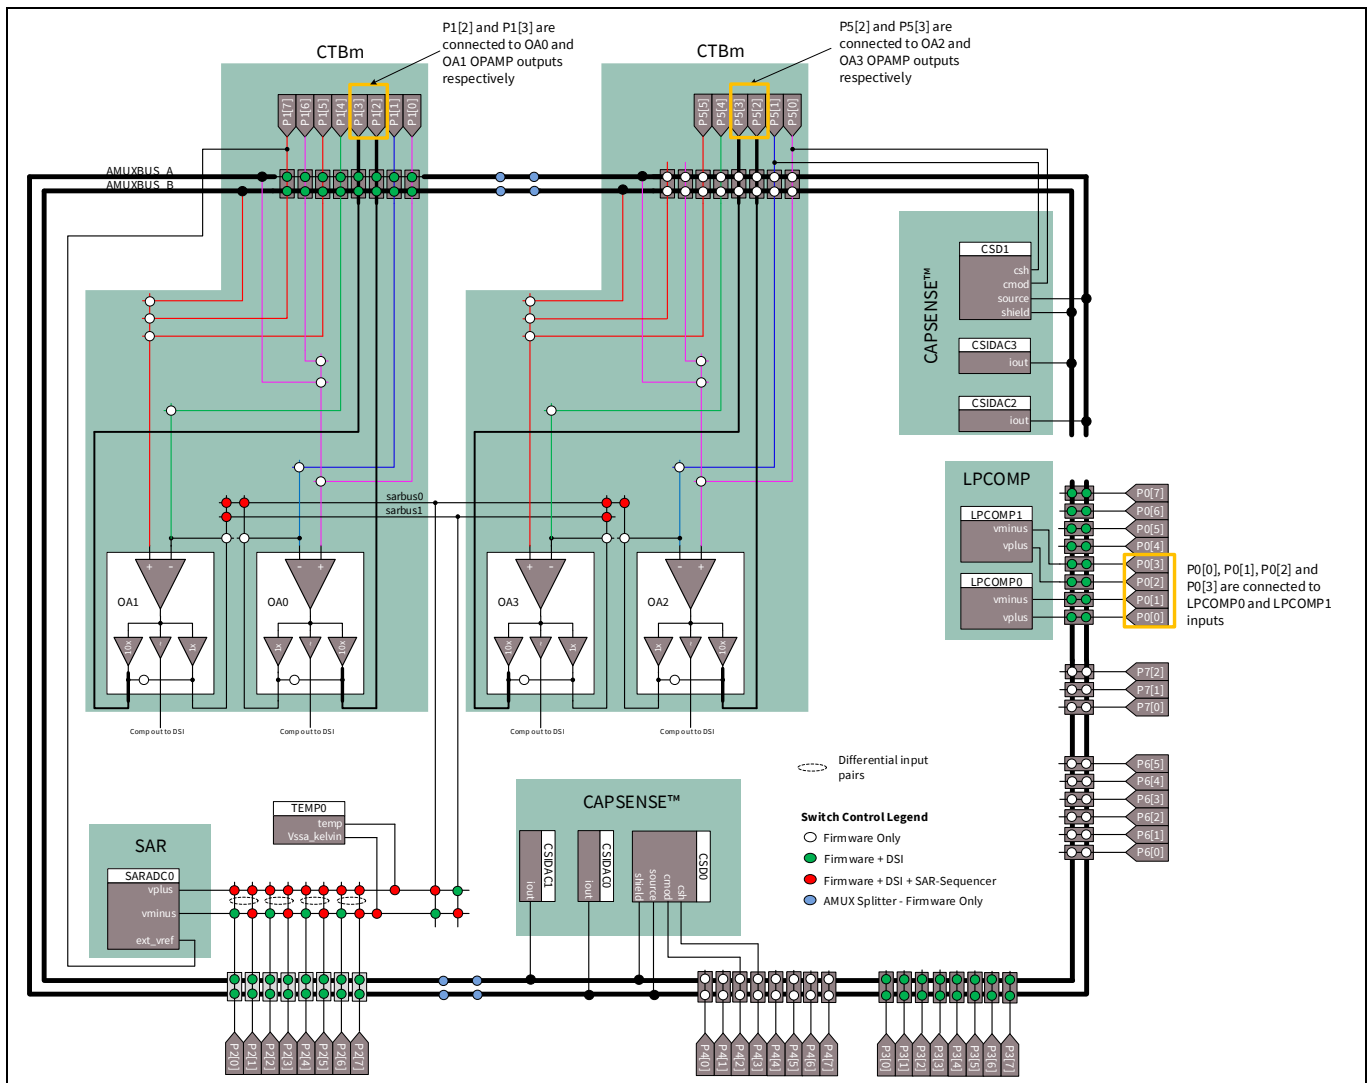 P1[2] and P1[3] are
connected to OA0 and
OA1 OPAMP outputs
respectively
P5[2] and P5[3] are
connected to OA2 and
OA3 OPAMP outputs
respectively
CTBm
CTBm
P1[7]
P1[6]
P1[5]
P1[4]
P1[3]
P1[2]
P1[1]
P1[0]
P5[5]
P5[4]
P5[3]
P5[2]
P5[1]
P5[0]
AMUXBUS_A
AMUXBUS_B
CAPSENSE™
CSD1
csh
cmod
source
shield
CSIDAC3
iout
CSIDAC2
iout
sarbus0
sarbus1
+
-
OA1
10x
-
1x
-
+
OA0
1x
-
10x
+
-
OA3
10x
-
1x
-
+
OA2
1x
-
10x
Comp out to DSI
Comp out to DSI
Comp out to DSI
Comp out to DSI
LPCOMP
LPCOMP1
vminus
vplus
LPCOMP0
vminus
vplus
P0[7]
P0[6]
P0[5]
P0[4]
P0[3]
P0[2]
P0[1]
P0[0]
P0[0], P0[1], P0[2] and
P0[3] are connected to
LPCOMP0 and LPCOMP1
inputs
P7[2]
P7[1]
P7[0]
P6[5]
P6[4]
P6[3]
P6[2]
P6[1]
P6[0]
Differential input
pairs
Switch Control Legend
Firmware Only
Firmware + DSI
Firmware + DSI + SAR-Sequencer
AMUX Splitter - Firmware Only
TEMP0
temp
Vssa_kelvin
SAR
SARADC0
vplus
vminus
ext_vref
CAPSENSE™
CSIDAC1
iout
CSIDAC0
iout
CSD0
shield
source
cmod
csh
P2[0]
P2[1]
P2[2]
P2[3]
P2[4]
P2[5]
P2[6]
P2[7]
P4[0]
P4[1]
P4[2]
P4[3]
P4[4]
P4[5]
P4[6]
P4[7]
P3[0]
P3[1]
P3[2]
P3[3]
P3[4]
P3[5]
P3[6]
P3[7]